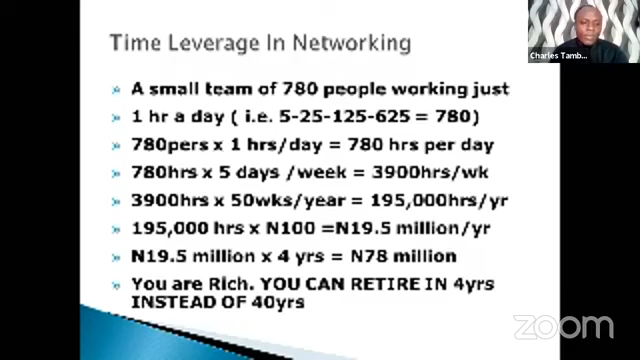 Time Leverage In Networking
Charles Tamb...
A small team of 780 people working just
1 hr a day ( i.e. 5-25-125-625 = 780)
780pers x 1 hrs/day = 780 hrs per day
780hrs x 5 days /week = 3900hrs/wk
3900hrs x 50wks/year = 195,000hrs/yr
195,000 hrs x N100 =N19.5 million/yr
N19.5 million x 4 yrs = N78 million
You are Rich. YOU CAN RETIRE IN 4yrs
INSTEAD OF 40yrs
zoom